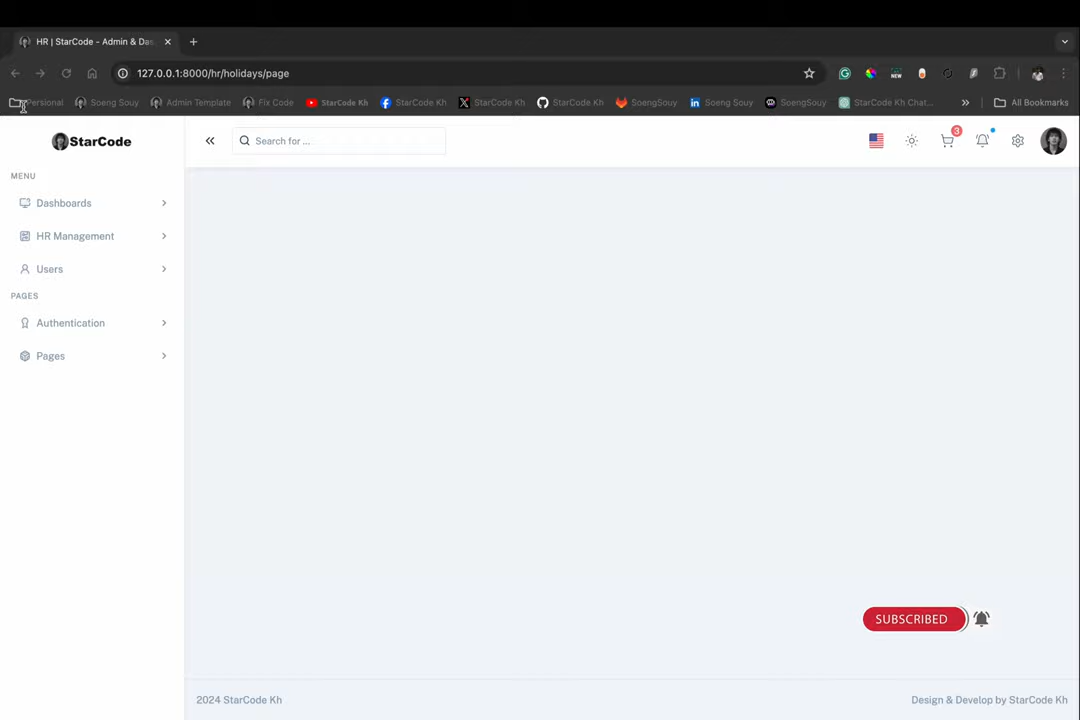 HR | StarCode - Admin & Das
127.0.0.1:8000/hr/holidays/page
Persional
Soeng Souy
Admin Template
Fix Code
StarCode Kh
StarCode Kh
StarCode Kh
StarCode Kh
SoengSouy
Soeng Souy
SoengSouy
StarCode Kh Chat...
»
All Bookmarks
StarCode
Search for ...
3
MENU
Dashboards
HR Management
Users
PAGES
Authentication
Pages
SUBSCRIBED
2024 StarCode Kh
Design & Develop by StarCode Kh